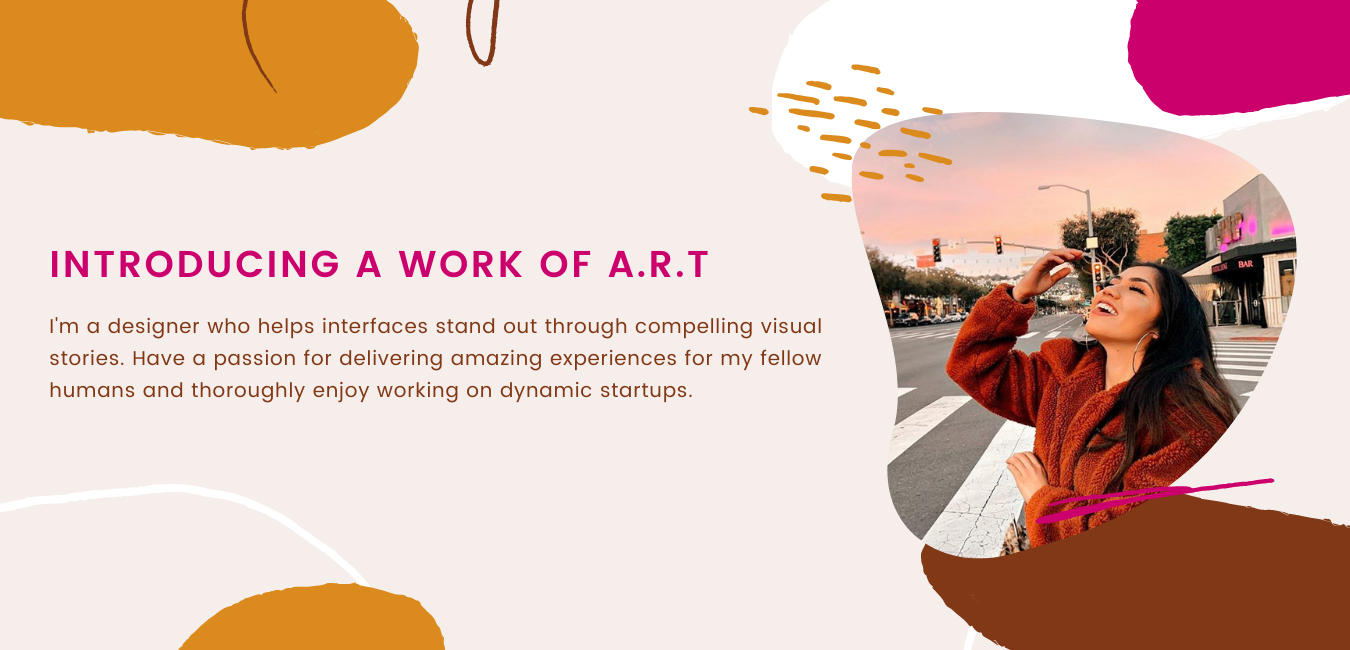 INTRODUCING A WORK OF A.R.T
I'm a designer who helps interfaces stand out through compelling visual
stories. Have a passion for delivering amazing experiences for my fellow
humans and thoroughly enjoy working on dynamic startups.
BAR